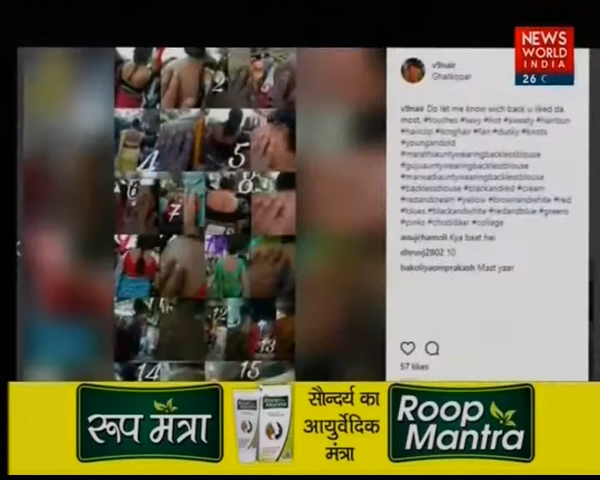 NEWS
WORLD
INDIA
26
v9nair
Ghatkopar
v9nair Do let me know wich back u liked da
most. #touches #sexy #hot #sweaty #hairbun
#haircip #longhair #fair #dusky #knots
#youngandold
#marathiauntywearingbacklessblouse
#gujjuauntywearingbacklessblouse
#marwadiauntywearingbacklessblouse
#backlessblouse #blackandred #cream
#redandcream #yellow #brownandwhite #red
#blues #blackandwhite #redandblue #greens
#pinks #chudidaar #collage
anujchamoli Kya baat hai
dhruvj2802 10
bakoliyaomprakash Mast yaar
57 likes
2
4
5
6
7
8
12
13
14
15
रूप मंत्रा
सौन्दर्य का
आयुर्वेदिक
मंत्रा
Roop
Mantra